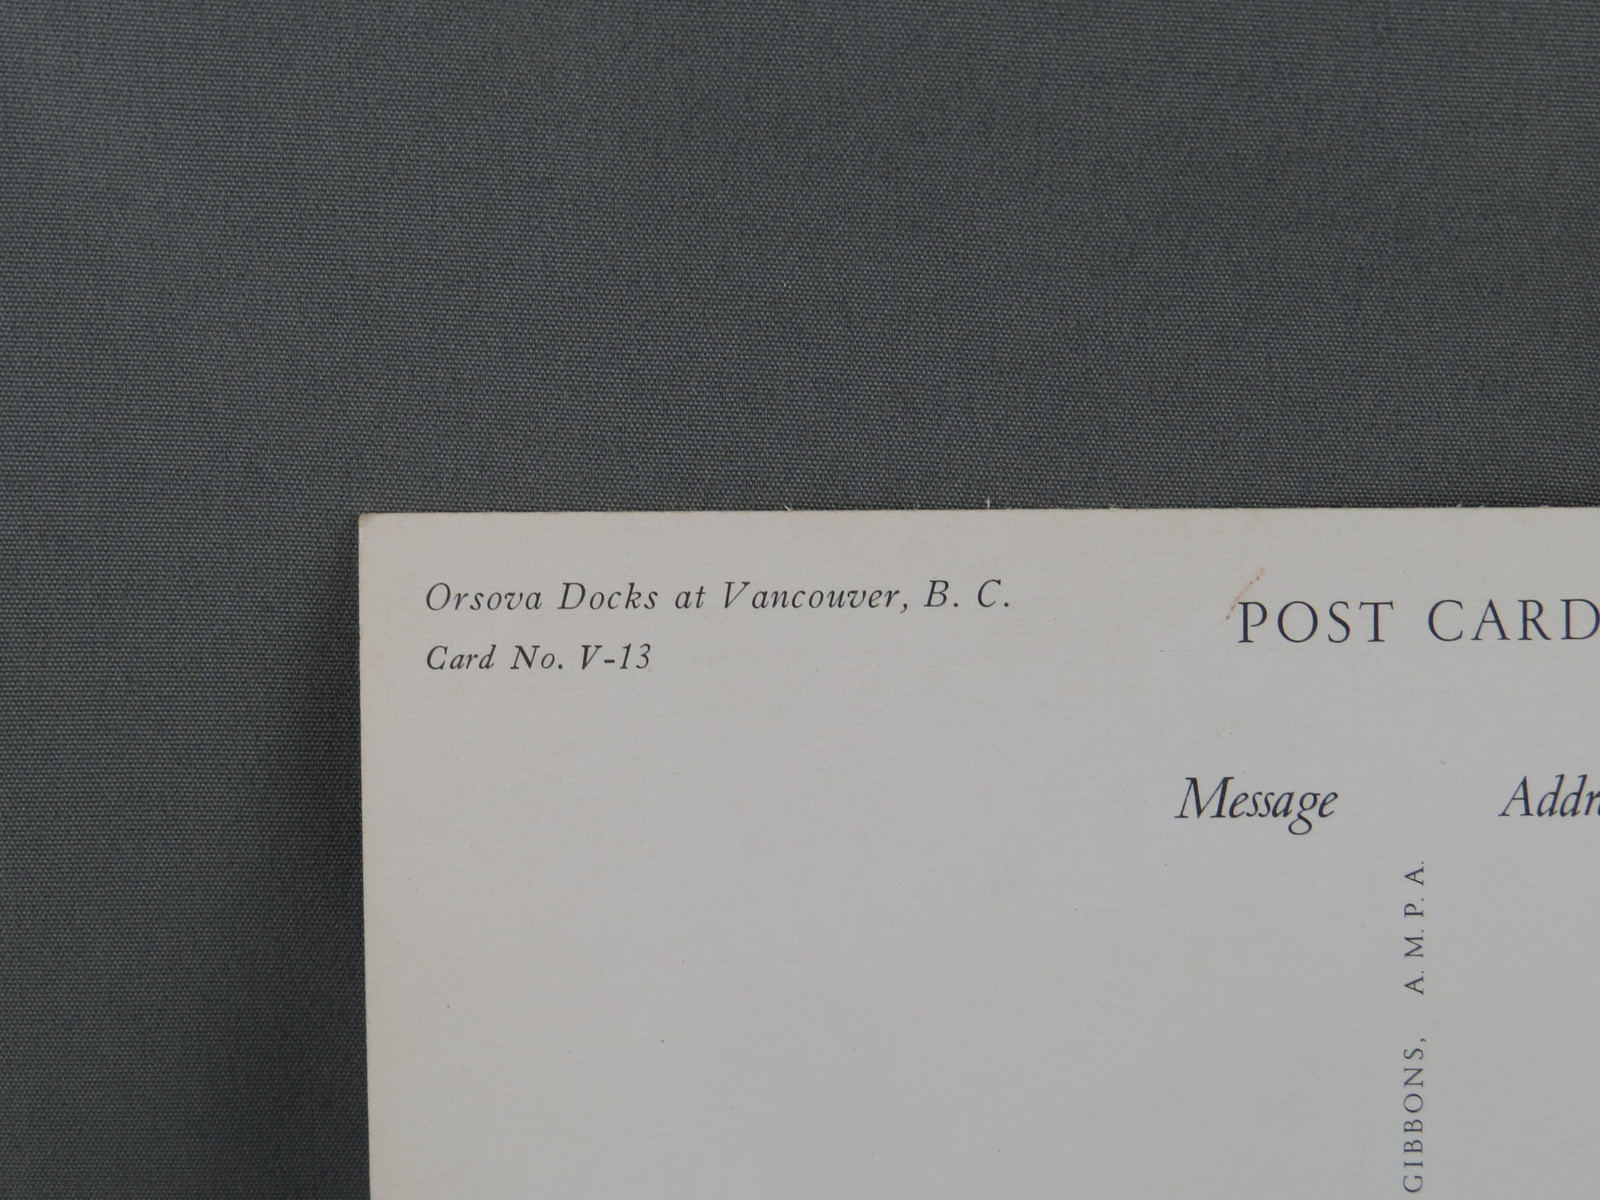 Orsova Docks at Vancouver, B. C.
Card No. V-13
POST CARD
Message
GIBBONS, A. M. P. A.